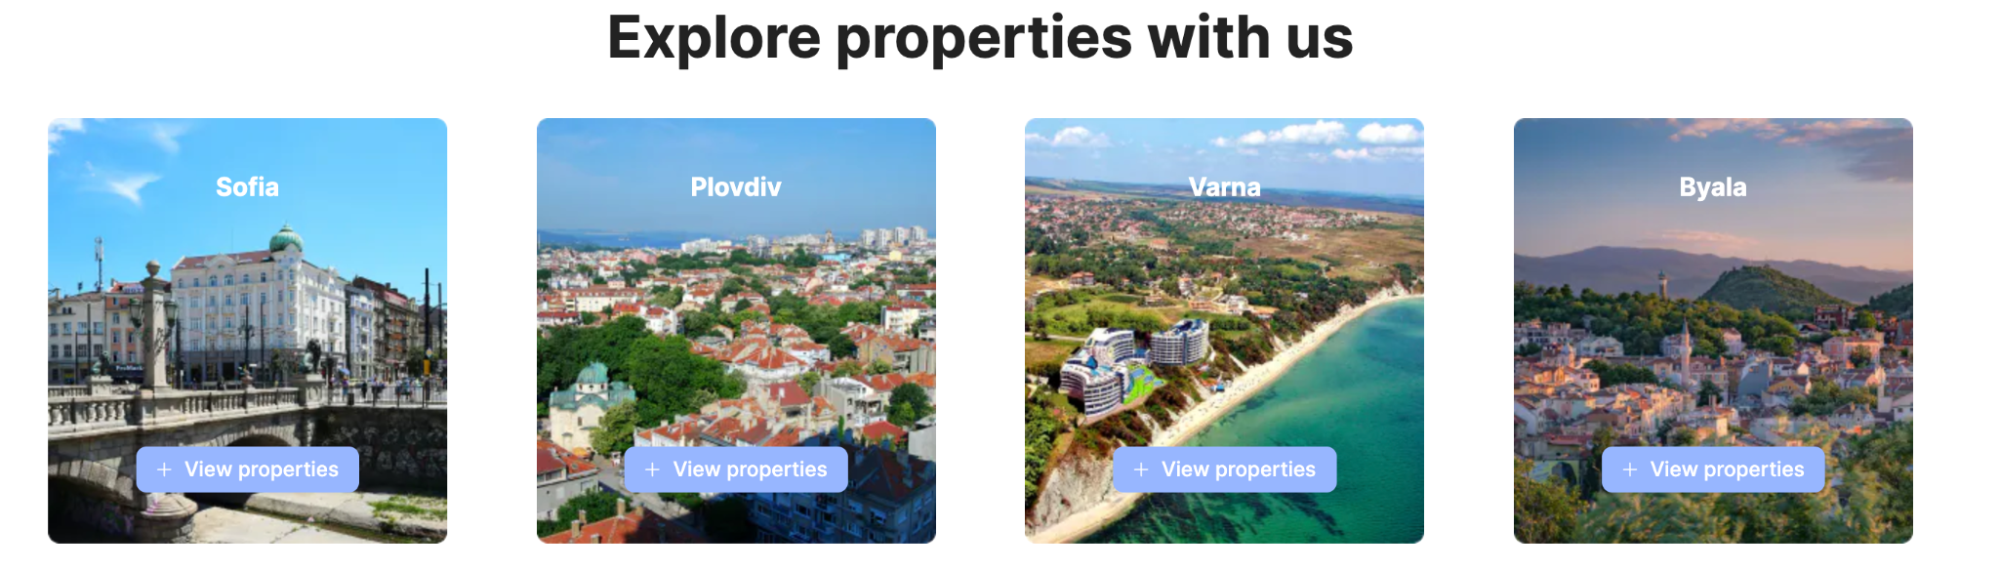 Explore properties with us
Sofia
Plovdiv
Varna
Byala
+ View properties
+ View properties
+ View properties
+ View properties